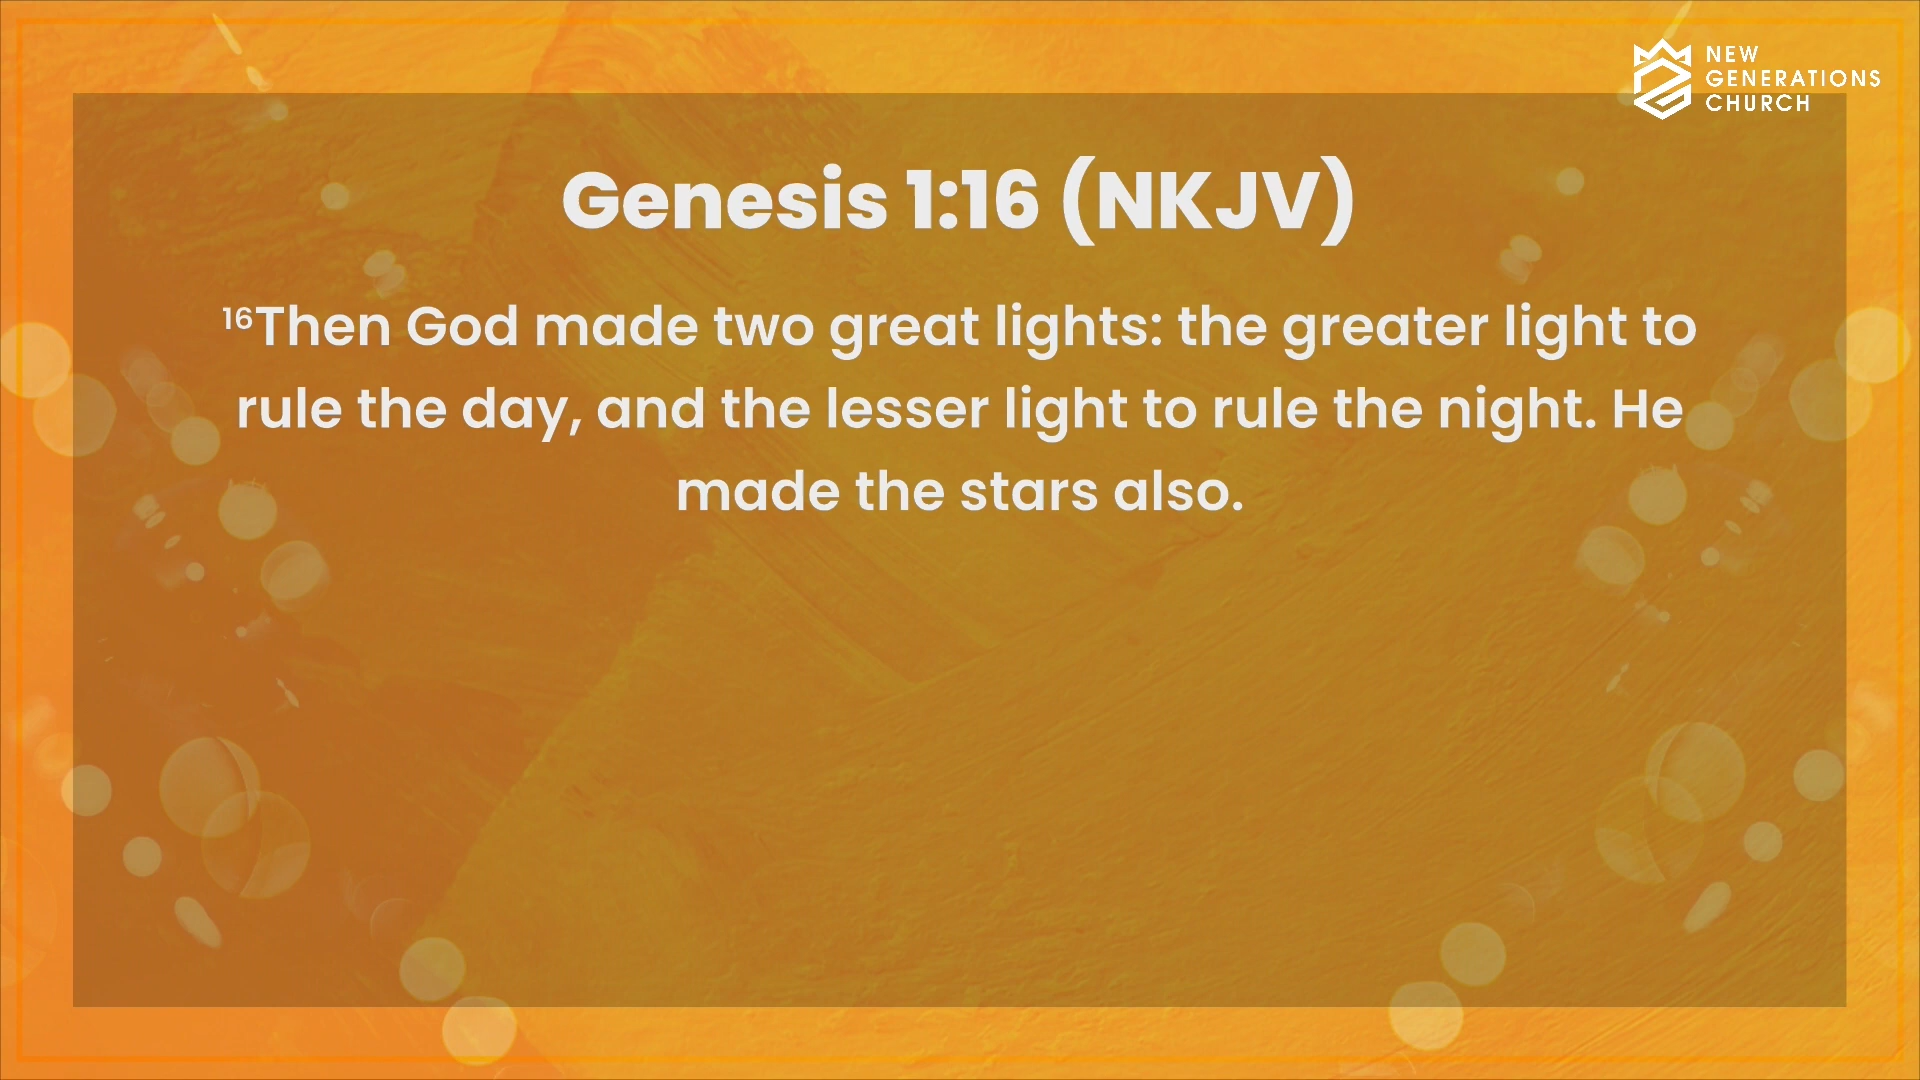 NEW
GENERATIONS
CHURCH
Genesis 1:16 (NKJV)
¹⁶Then God made two great lights: the greater light to
rule the day, and the lesser light to rule the night. He
made the stars also.